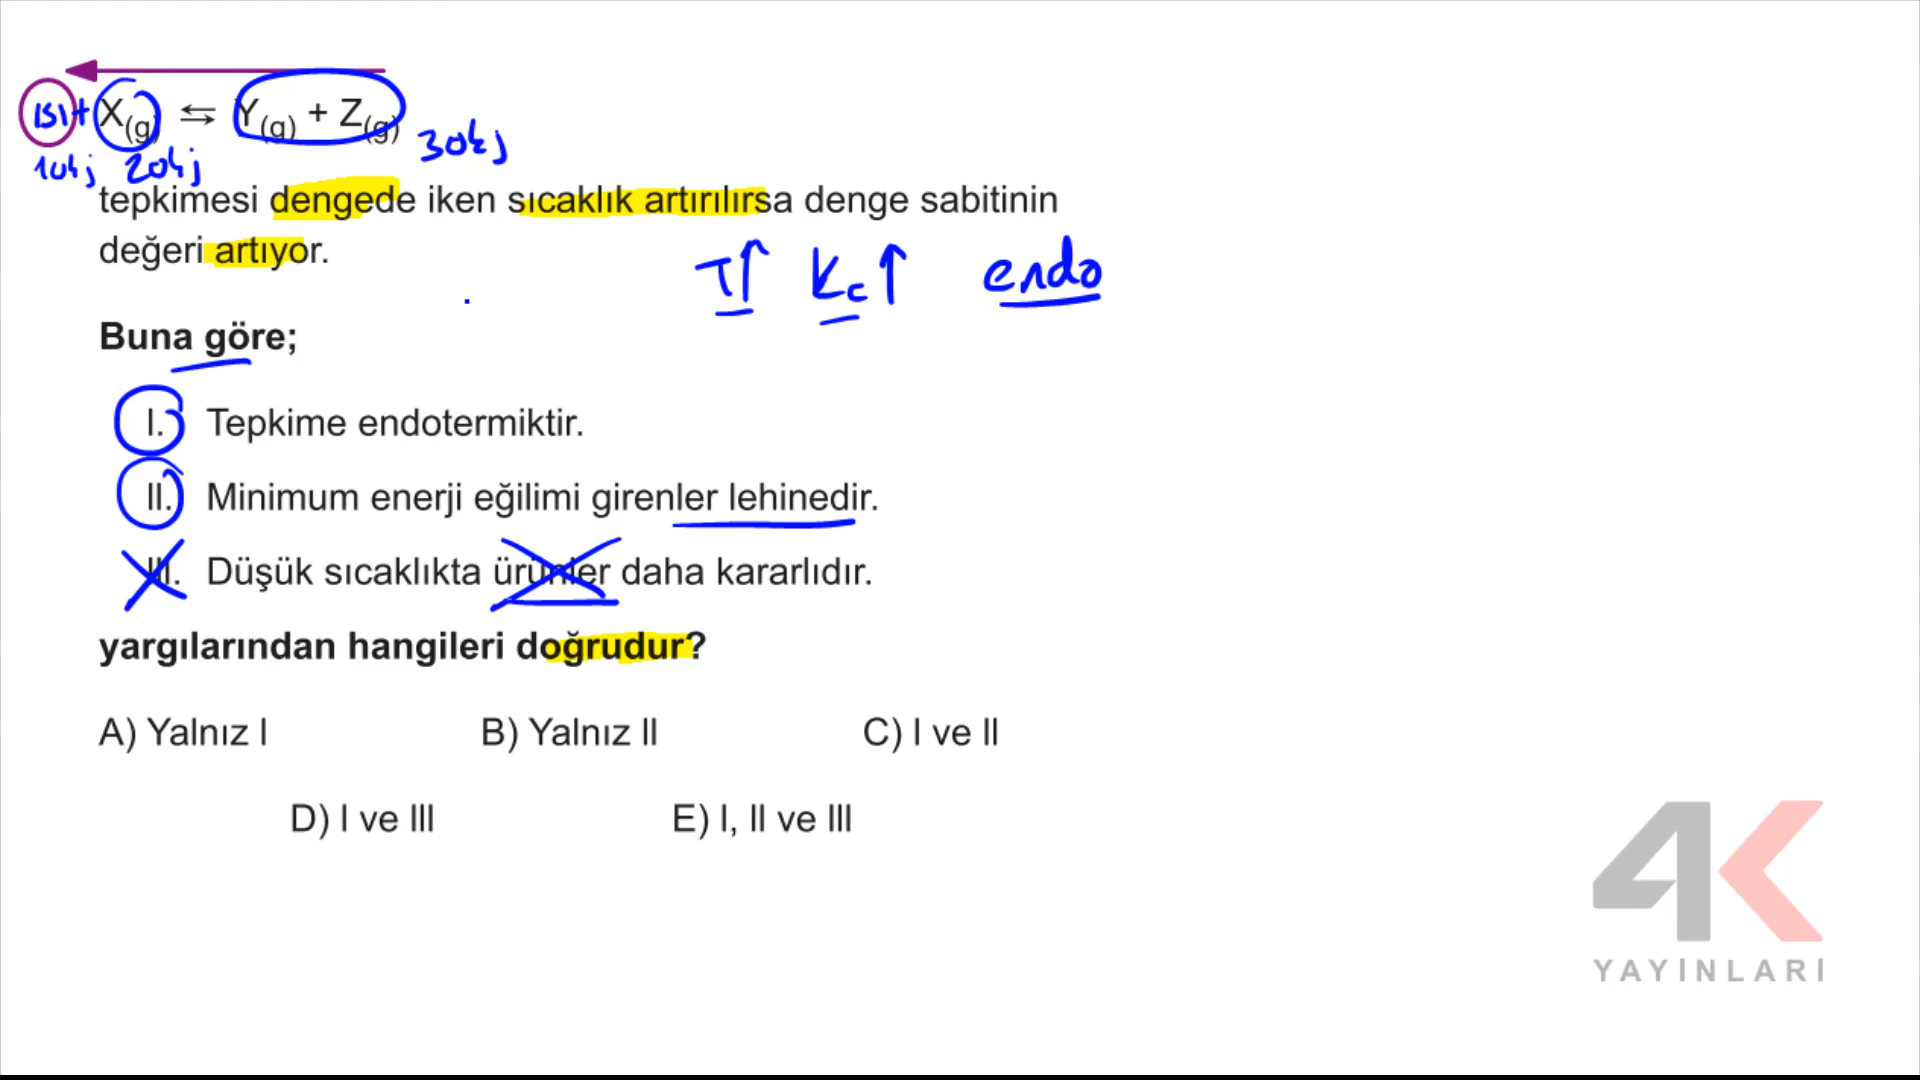 ısı + X(g) ⇆ Y(g) + Z(g)
10kj 20kj 30kj
tepkimesi dengede iken sıcaklık artırılırsa denge sabitinin
değeri artıyor.
T↑ Kc↑ endo
Buna göre;
I. Tepkime endotermiktir.
II. Minimum enerji eğilimi girenler lehinedir.
III. Düşük sıcaklıkta ürünler daha kararlıdır.
yargılarından hangileri doğrudur?
A) Yalnız I B) Yalnız II C) I ve II
D) I ve III E) I, II ve III
4K
YAYINLARI